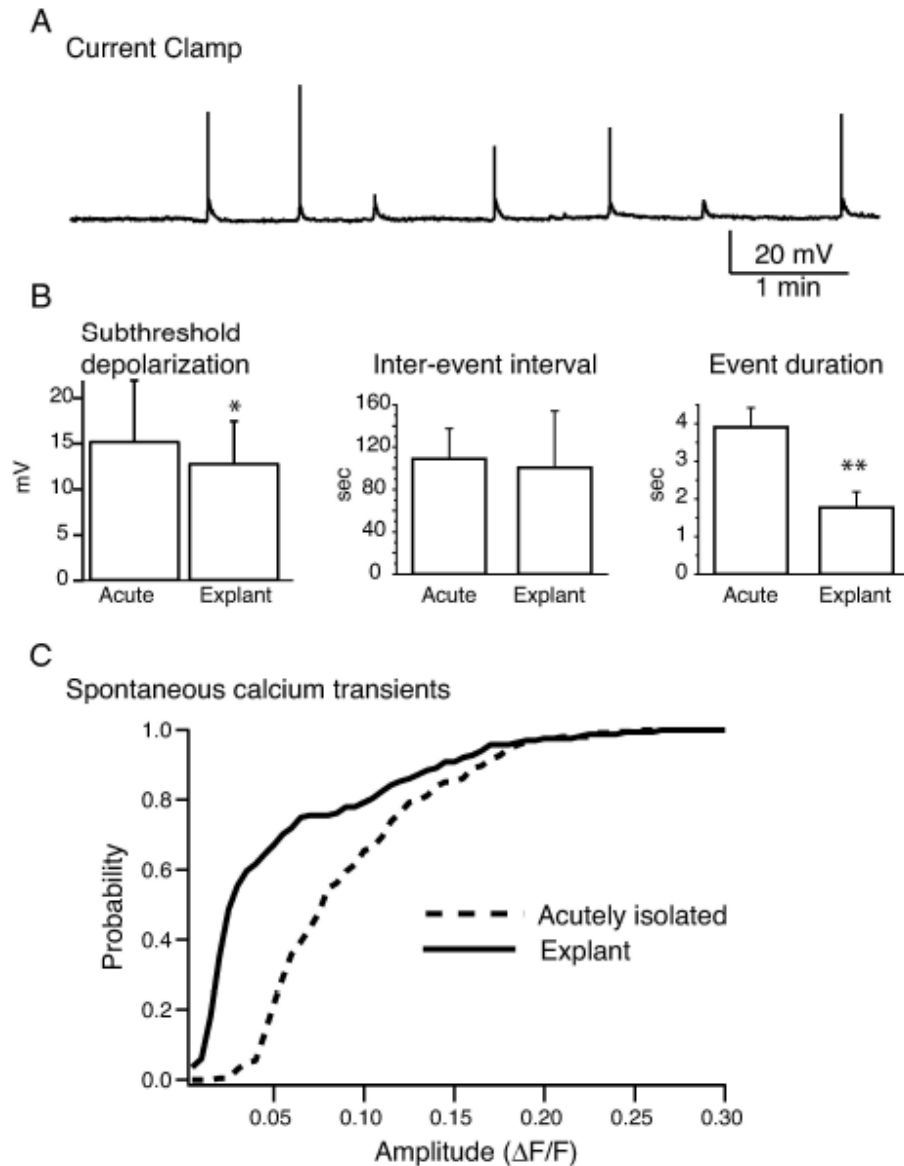 A
Current Clamp
20 mV
1 min
B
Subthreshold
depolarization
20
15
10
5
0
mV
*
Acute
Explant
Inter-event interval
160
120
80
40
0
sec
Acute
Explant
Event duration
4
3
2
1
0
sec
**
Acute
Explant
C
Spontaneous calcium transients
1.0
0.8
0.6
0.4
0.2
0.0
Probability
Acutely isolated
Explant
0.05
0.10
0.15
0.20
0.25
0.30
Amplitude (ΔF/F)